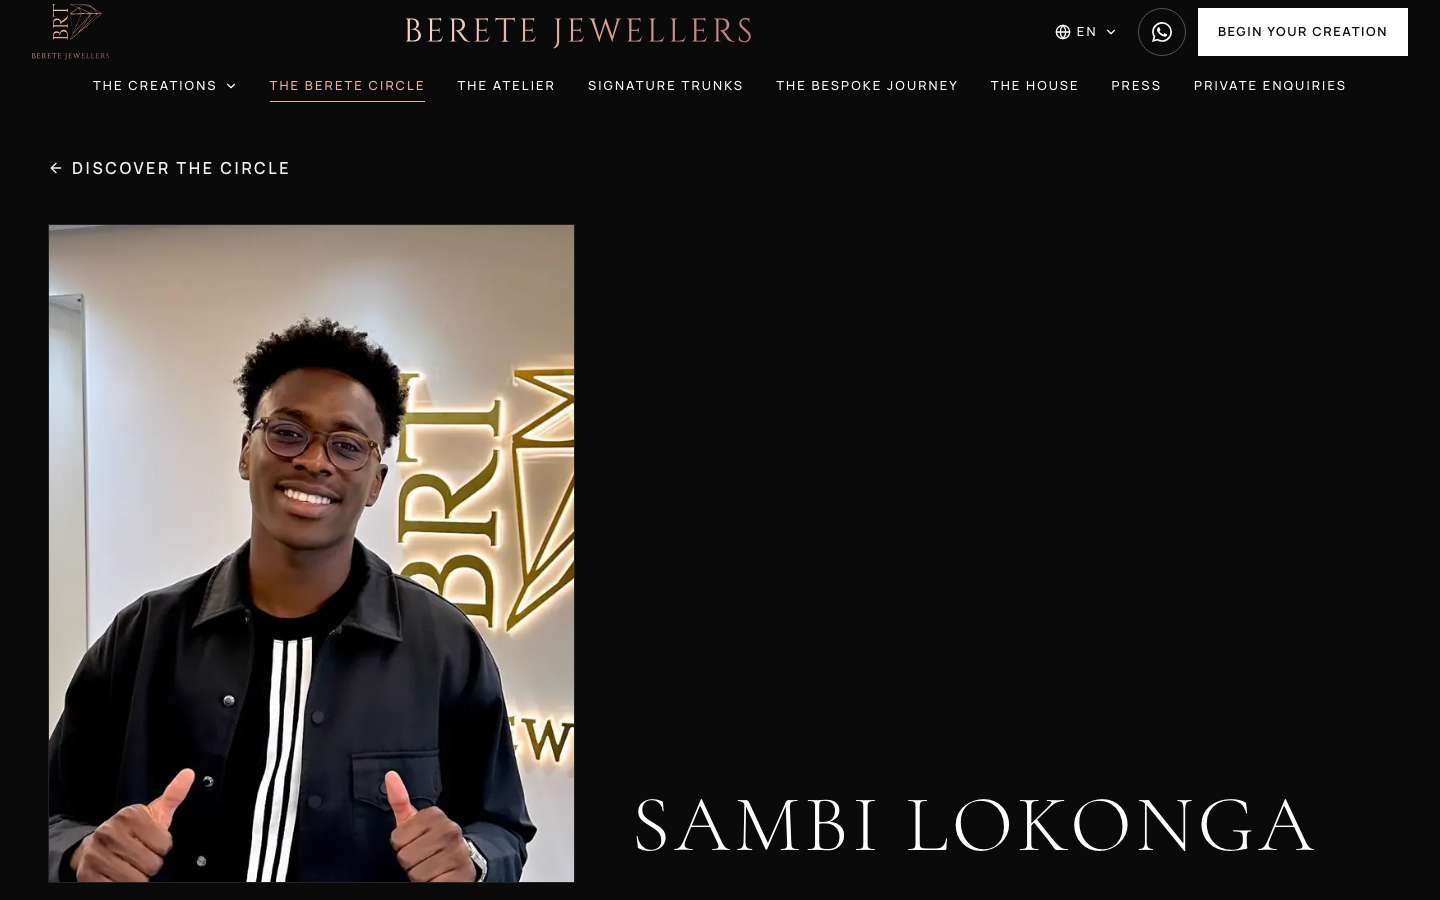 BRT
BERETE JEWELLERS
BERETE JEWELLERS
EN
BEGIN YOUR CREATION
THE CREATIONS
THE BERETE CIRCLE
THE ATELIER
SIGNATURE TRUNKS
THE BESPOKE JOURNEY
THE HOUSE
PRESS
PRIVATE ENQUIRIES
DISCOVER THE CIRCLE
BRT
EW
SAMBI LOKONGA